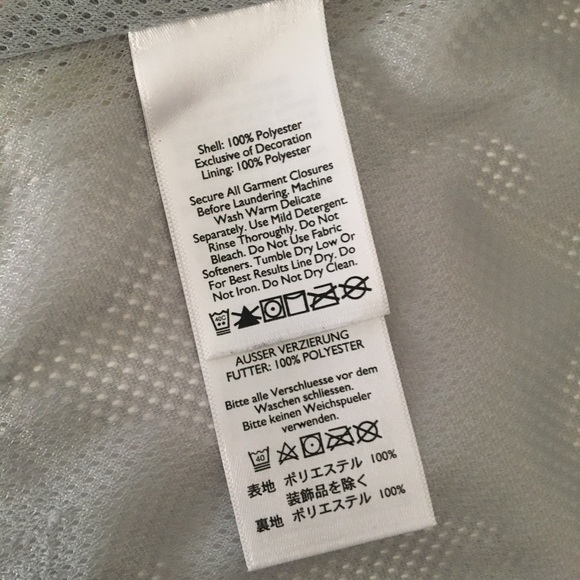 Shell: 100% Polyester
Exclusive of Decoration
Lining: 100% Polyester
Secure All Garment Closures
Before Laundering. Machine
Wash Warm Delicate
Separately. Use Mild Detergent.
Rinse Thoroughly. Do Not
Bleach. Do Not Use Fabric
Softeners. Tumble Dry Low Or
For Best Results Line Dry. Do
Not Iron. Do Not Dry Clean.
40C
AUSSER VERZIERUNG
FUTTER: 100% POLYESTER
Bitte alle Verschluesse vor dem
Waschen schliessen.
Bitte keinen Weichspueler
verwenden.
40
表地 ポリエステル 100%
装飾品を除く
裏地 ポリエステル 100%